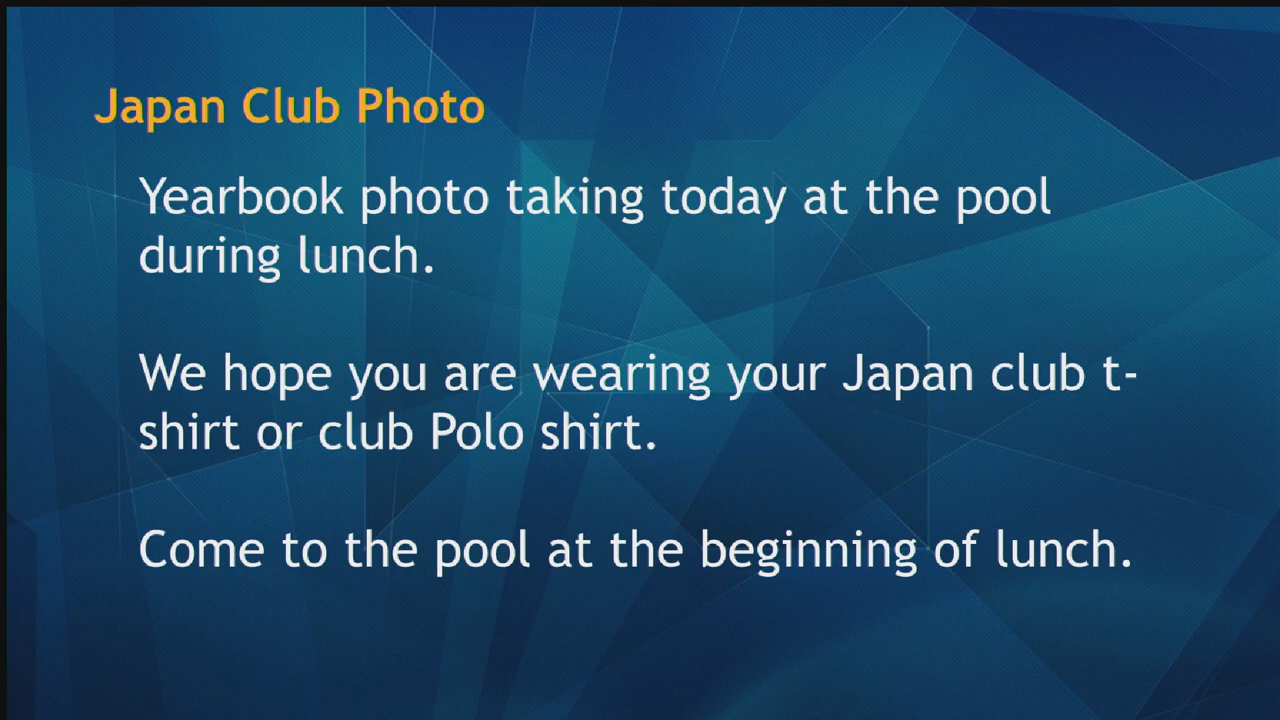 Japan Club Photo
Yearbook photo taking today at the pool
during lunch.
We hope you are wearing your Japan club t-
shirt or club Polo shirt.
Come to the pool at the beginning of lunch.